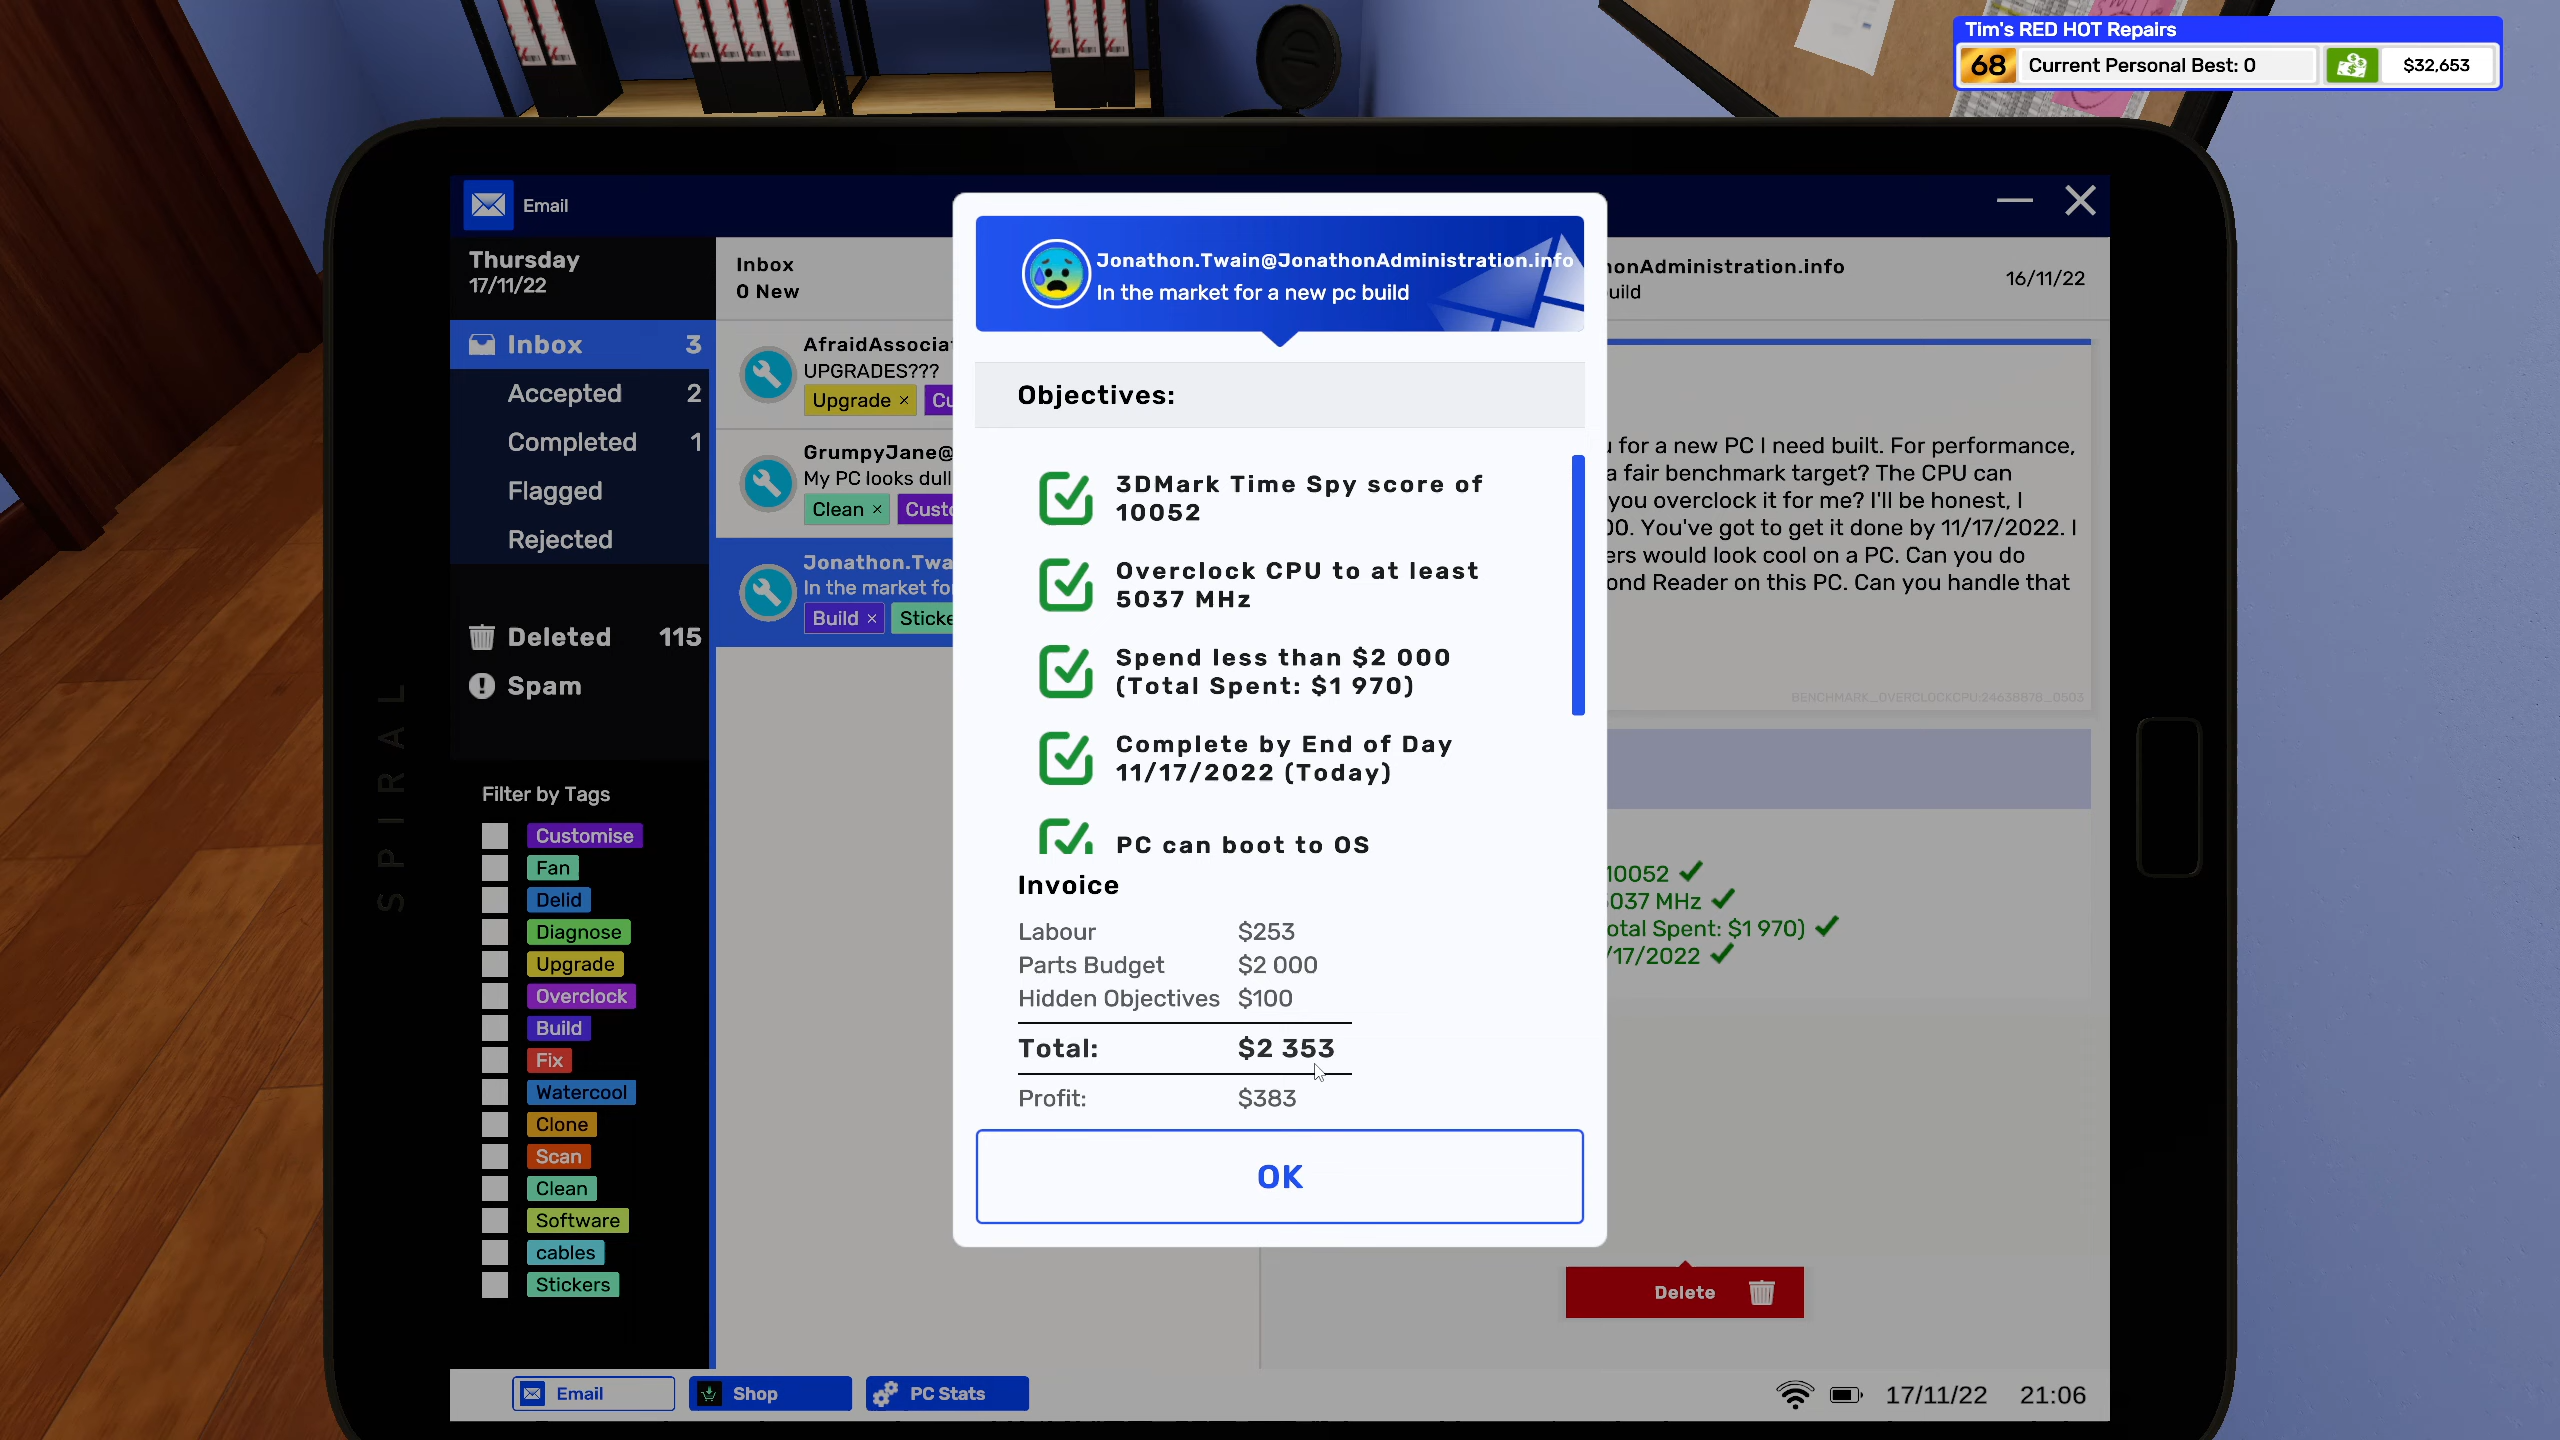 Tim's RED HOT Repairs
68
Current Personal Best: 0
$32,653
SPIRAL
Email
Thursday
17/11/22
Inbox 3
Accepted 2
Completed 1
Flagged
Rejected
Deleted 115
Spam
Filter by Tags
Customise
Fan
Delid
Diagnose
Upgrade
Overclock
Build
Fix
Watercool
Clone
Scan
Clean
Software
cables
Stickers
Inbox
0 New
AfraidAssocia
UPGRADES???
Upgrade × Cu
GrumpyJane@
My PC looks dull
Clean × Custo
Jonathon.Twa
In the market fo
Build × Sticke
Jonathon.Twain@JonathonAdministration.info
In the market for a new pc build
Objectives:
3DMark Time Spy score of
10052
Overclock CPU to at least
5037 MHz
Spend less than $2 000
(Total Spent: $1 970)
Complete by End of Day
11/17/2022 (Today)
PC can boot to OS
Invoice
Labour $253
Parts Budget $2 000
Hidden Objectives $100
Total: $2 353
Profit: $383
OK
onAdministration.info
uild
16/11/22
for a new PC I need built. For performance,
a fair benchmark target? The CPU can
you overclock it for me? I'll be honest, I
00. You've got to get it done by 11/17/2022. I
ers would look cool on a PC. Can you do
ond Reader on this PC. Can you handle that
BENCHMARK_OVERCLOCKCPU:24638578_0503
10052
037 MHz
otal Spent: $1 970)
/17/2022
Delete
Email
Shop
PC Stats
17/11/22
21:06